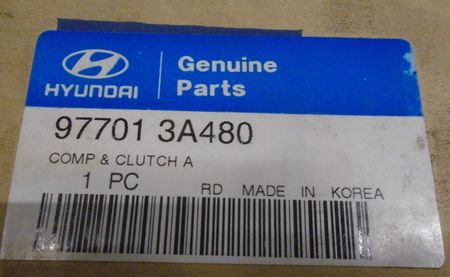 HYUNDAI
Genuine
Parts
97701 3A480
COMP & CLUTCH A
1 PC RD MADE IN KOREA